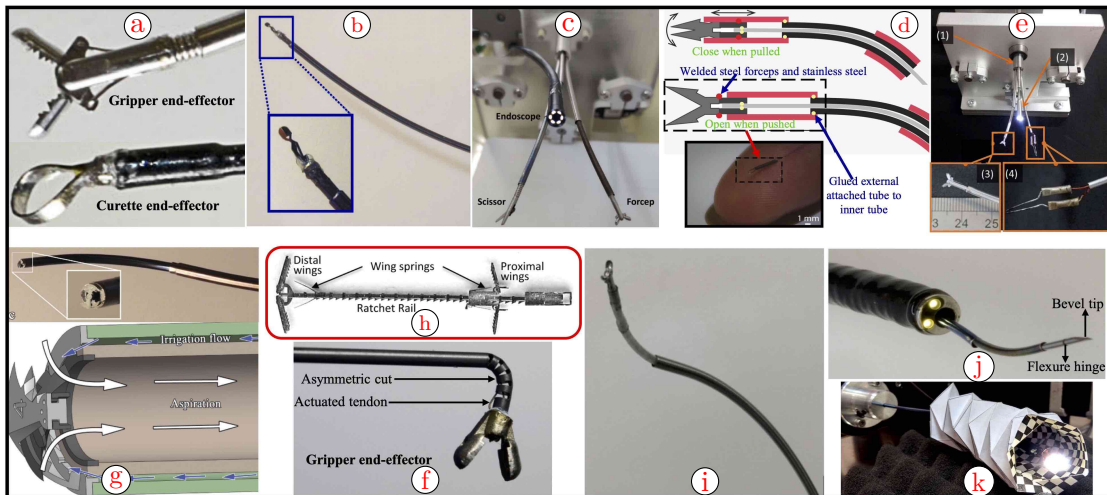 a
Gripper end-effector
Curette end-effector
b
c
Endoscope
Scissor
Forcep
d
Close when pulled
Welded steel forceps and stainless steel
Open when pushed
Glued external
attached tube to
inner tube
1 mm
e
(1)
(2)
(3)
(4)
3 24 25
e
Irrigation flow
Aspiration
g
Distal
wings
Wing springs
Proximal
wings
Ratchet Rail
h
Asymmetric cut
Actuated tendon
Gripper end-effector
f
i
Bevel tip
Flexure hinge
j
k